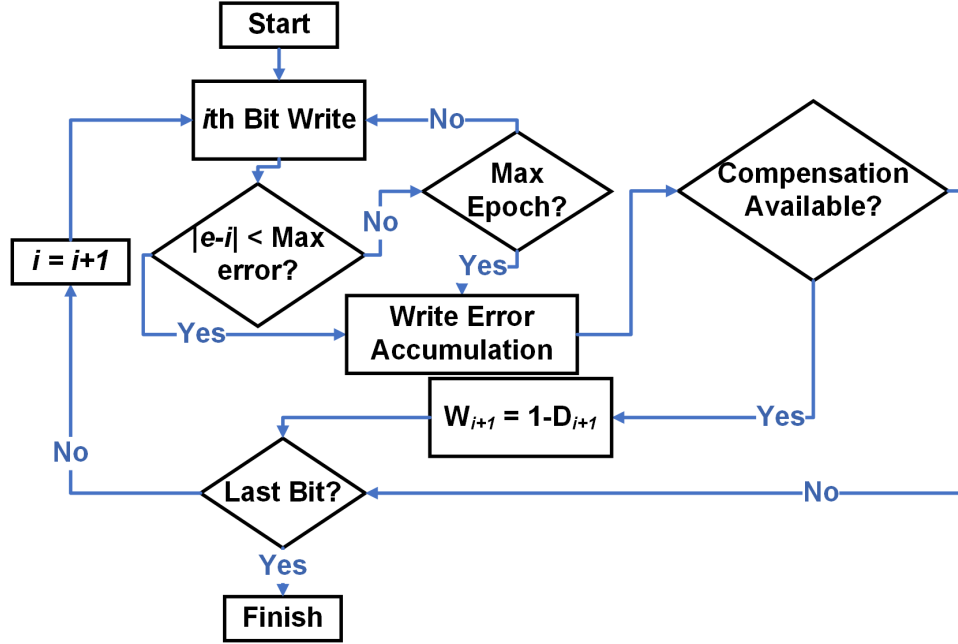 Start
ith Bit Write
No
Max
Epoch?
Compensation
Available?
|e-i| < Max
error?
No
i = i+1
Yes
Yes
Write Error
Accumulation
Wi+1 = 1-Di+1
Yes
No
Last Bit?
No
Yes
Finish